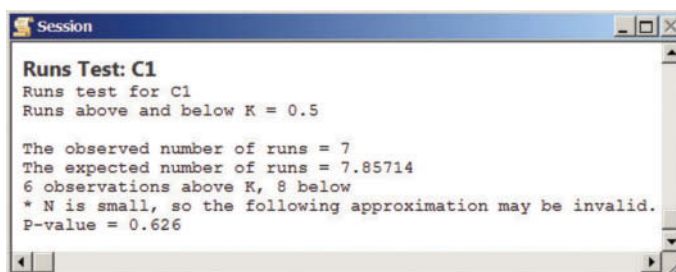 Session
Runs Test: C1
Runs test for C1
Runs above and below K = 0.5
The observed number of runs = 7
The expected number of runs = 7.85714
6 observations above K, 8 below
* N is small, so the following approximation may be invalid.
P-value = 0.626